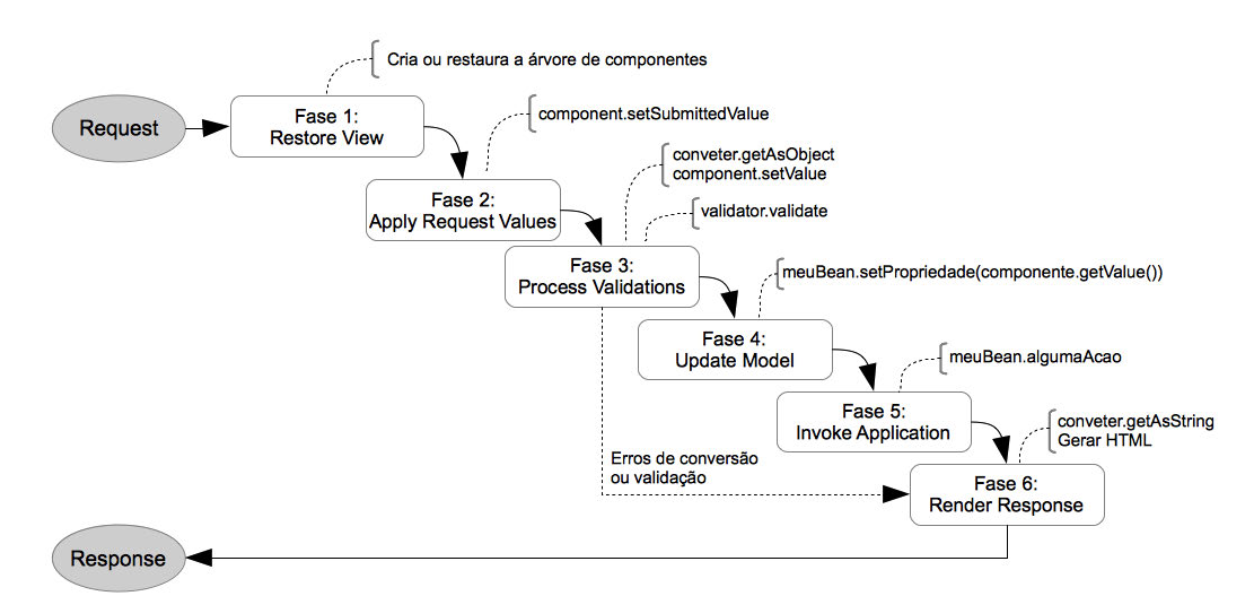 Cria ou restaura a árvore de componentes
Request
Fase 1:
Restore View
component.setSubmittedValue
conveter.getAsObject
component.setValue
Fase 2:
Apply Request Values
validator.validate
Fase 3:
Process Validations
meuBean.setPropriedade(componente.getValue())
Fase 4:
Update Model
meuBean.algumaAcao
Fase 5:
Invoke Application
conveter.getAsString
Gerar HTML
Erros de conversão
ou validação
Fase 6:
Render Response
Response